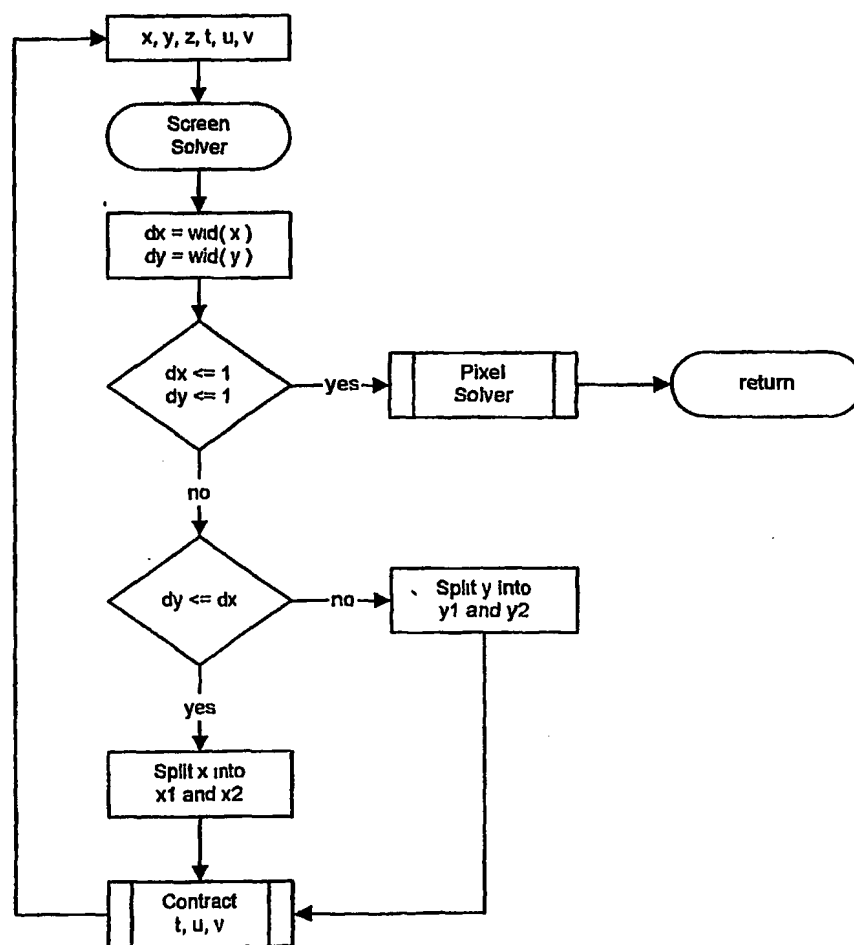 x, y, z, t, u, v
Screen
Solver
dx = wid( x )
dy = wid( y )
dx <= 1
dy <= 1
yes
Pixel
Solver
return
no
dy <= dx
no
Split y into
y1 and y2
yes
Split x into
x1 and x2
Contract
t, u, v